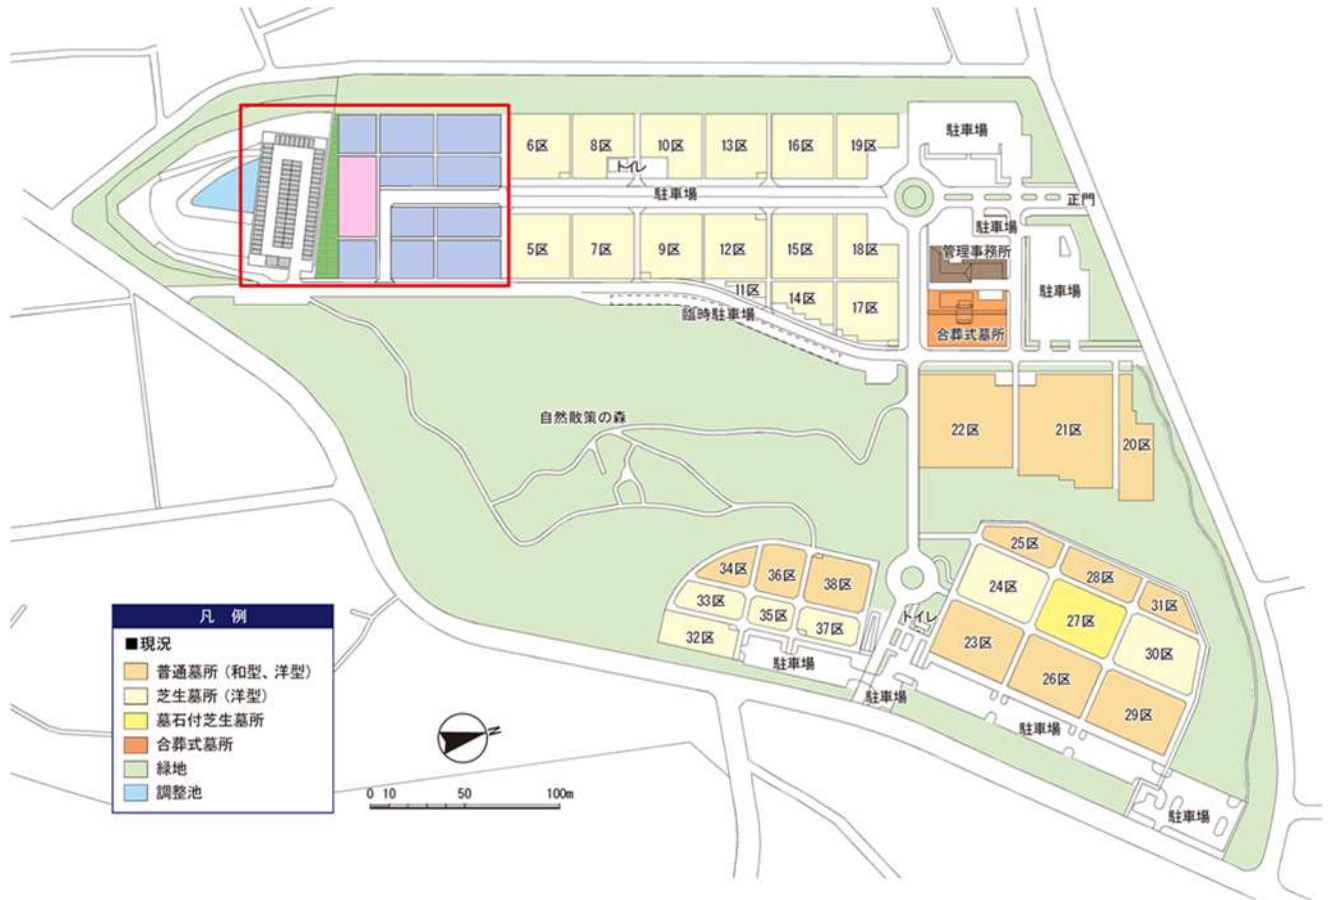 駐車場
6区
8区
10区
13区
16区
19区
トイレ
駐車場
正門
駐車場
5区
7区
9区
12区
15区
18区
管理事務所
11区
14区
17区
駐車場
臨時駐車場
合葬式墓所
自然散策の森
22区
21区
20区
25区
34区
36区
38区
24区
28区
31区
33区
35区
37区
トイレ
27区
32区
23区
30区
駐車場
26区
駐車場
29区
駐車場
駐車場
凡 例
■現況
普通墓所（和型、洋型）
芝生墓所（洋型）
墓石付芝生墓所
合葬式墓所
緑地
調整池
N
0 10 50 100m